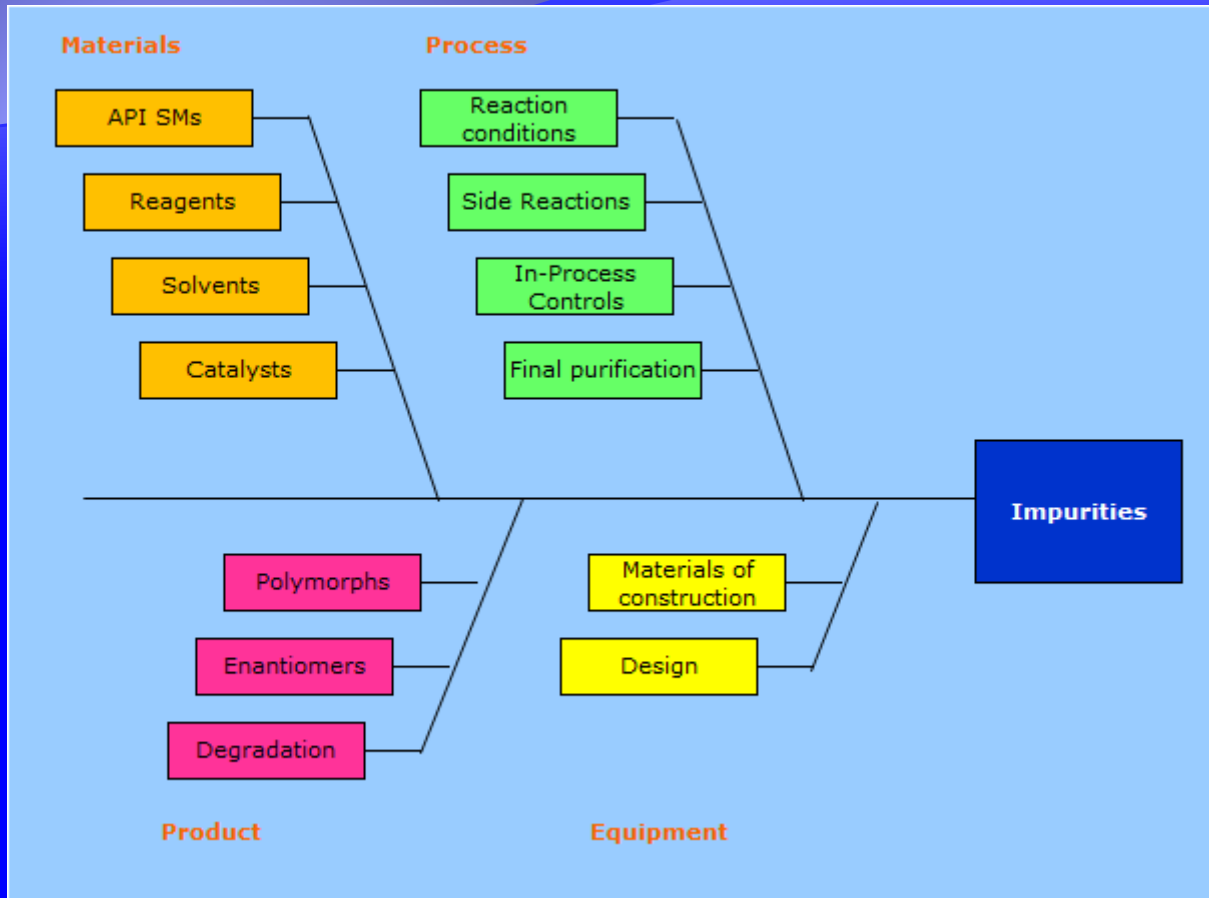 Materials
API SMs
Reagents
Solvents
Catalysts
Process
Reaction
conditions
Side Reactions
In-Process
Controls
Final purification
Impurities
Polymorphs
Enantiomers
Degradation
Product
Materials of
construction
Design
Equipment